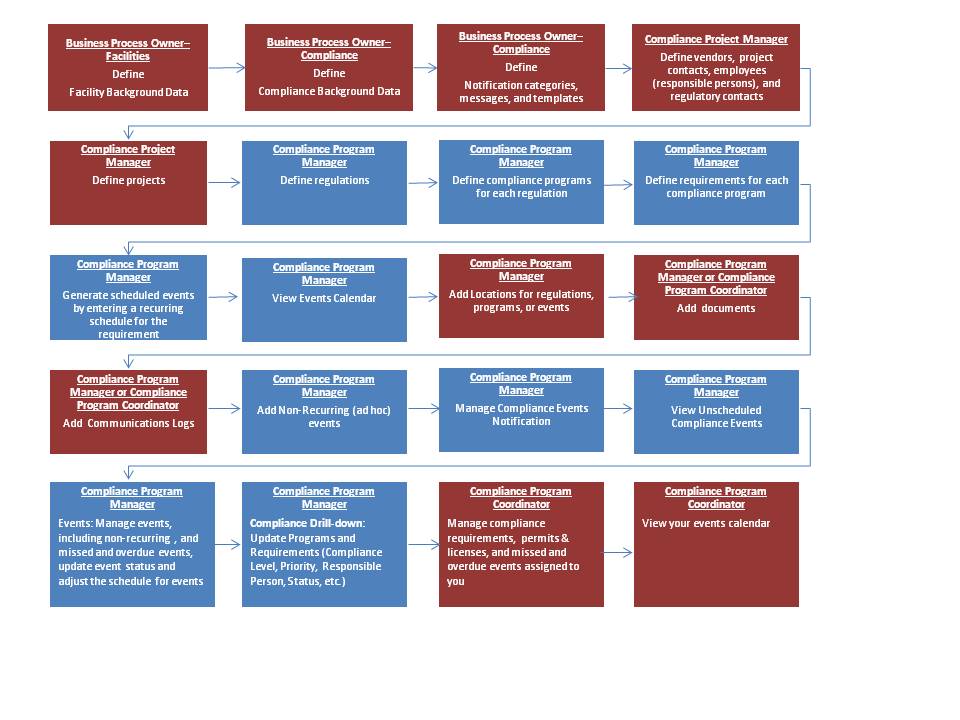 Business Process Owner–
Facilities
Define
Facility Background Data
Business Process Owner–
Compliance
Define
Compliance Background Data
Business Process Owner–
Compliance
Define
Notification categories,
messages, and templates
Compliance Project Manager
Define vendors, project
contacts, employees
(responsible persons), and
regulatory contacts
Compliance Project
Manager
Define projects
Compliance Program
Manager
Define regulations
Compliance Program
Manager
Define compliance programs
for each regulation
Compliance Program
Manager
Define requirements for each
compliance program
Compliance Program
Manager
Generate scheduled events
by entering a recurring
schedule for the
requirement
Compliance Program
Manager
View Events Calendar
Compliance Program
Manager
Add Locations for regulations,
programs, or events
Compliance Program
Manager or Compliance
Program Coordinator
Add documents
Compliance Program
Manager or Compliance
Program Coordinator
Add Communications Logs
Compliance Program
Manager
Add Non-Recurring (ad hoc)
events
Compliance Program
Manager
Manage Compliance Events
Notification
Compliance Program
Manager
View Unscheduled
Compliance Events
Compliance Program
Manager
Events: Manage events,
including non-recurring , and
missed and overdue events,
update event status and
adjust the schedule for events
Compliance Program
Manager
Compliance Drill-down:
Update Programs and
Requirements (Compliance
Level, Priority, Responsible
Person, Status, etc.)
Compliance Program
Coordinator
Manage compliance
requirements, permits &
licenses, and missed and
overdue events assigned to
you
Compliance Program
Coordinator
View your events calendar